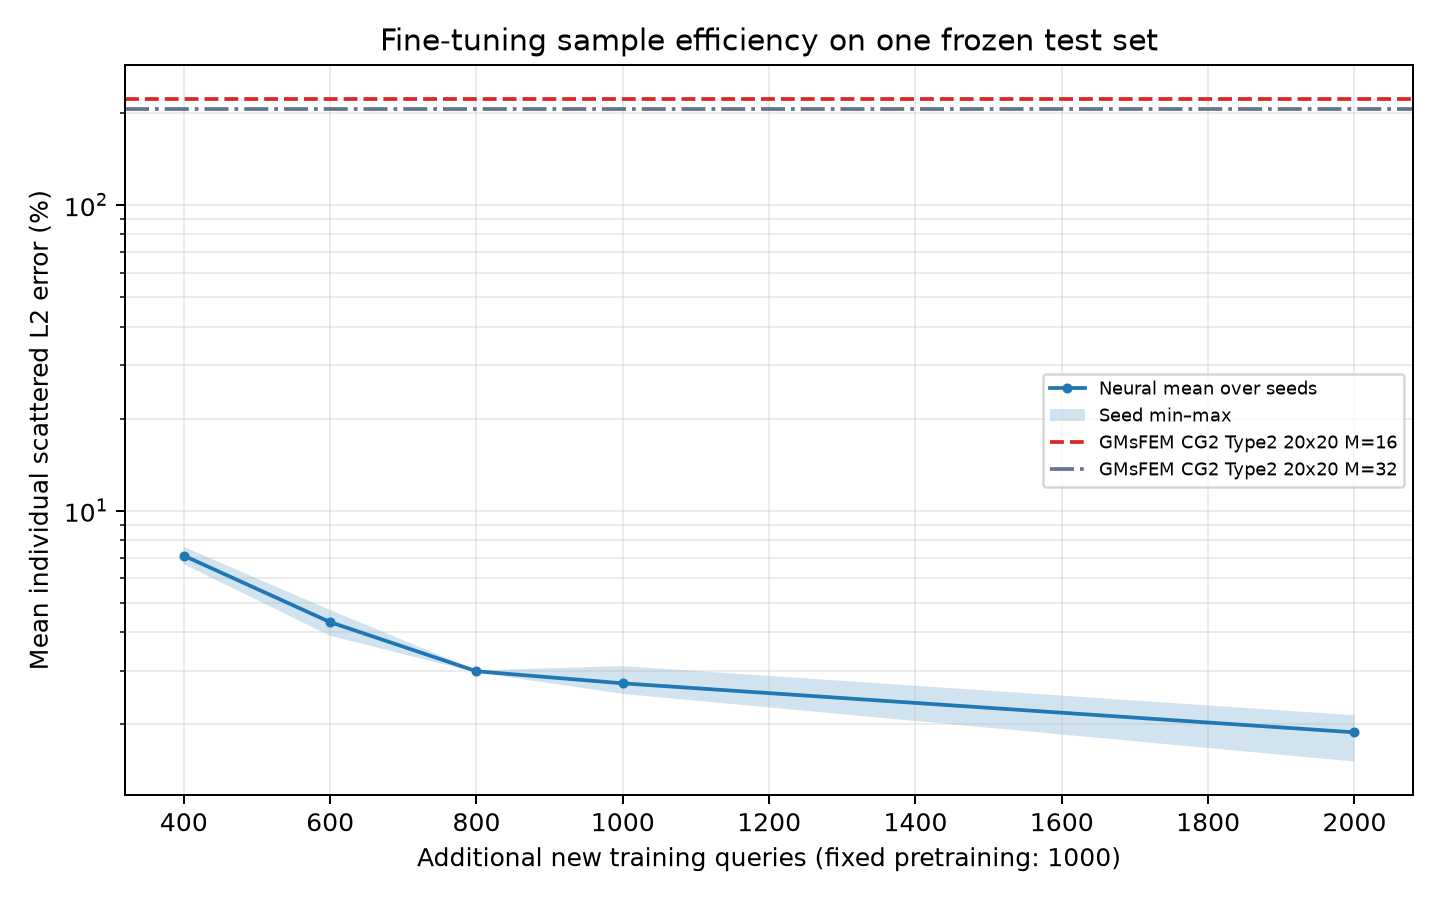 Fine-tuning sample efficiency on one frozen test set
Mean individual scattered L2 error (%)
10²
10¹
Neural mean over seeds
Seed min–max
GMsFEM CG2 Type2 20x20 M=16
GMsFEM CG2 Type2 20x20 M=32
400 600 800 1000 1200 1400 1600 1800 2000
Additional new training queries (fixed pretraining: 1000)